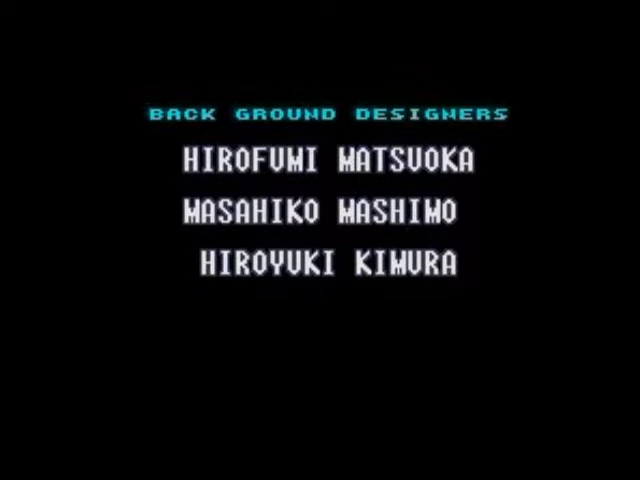 BACK GROUND DESIGNERS
HIROFUMI MATSUOKA
MASAHIKO MASHIMO
HIROYUKI KIMURA